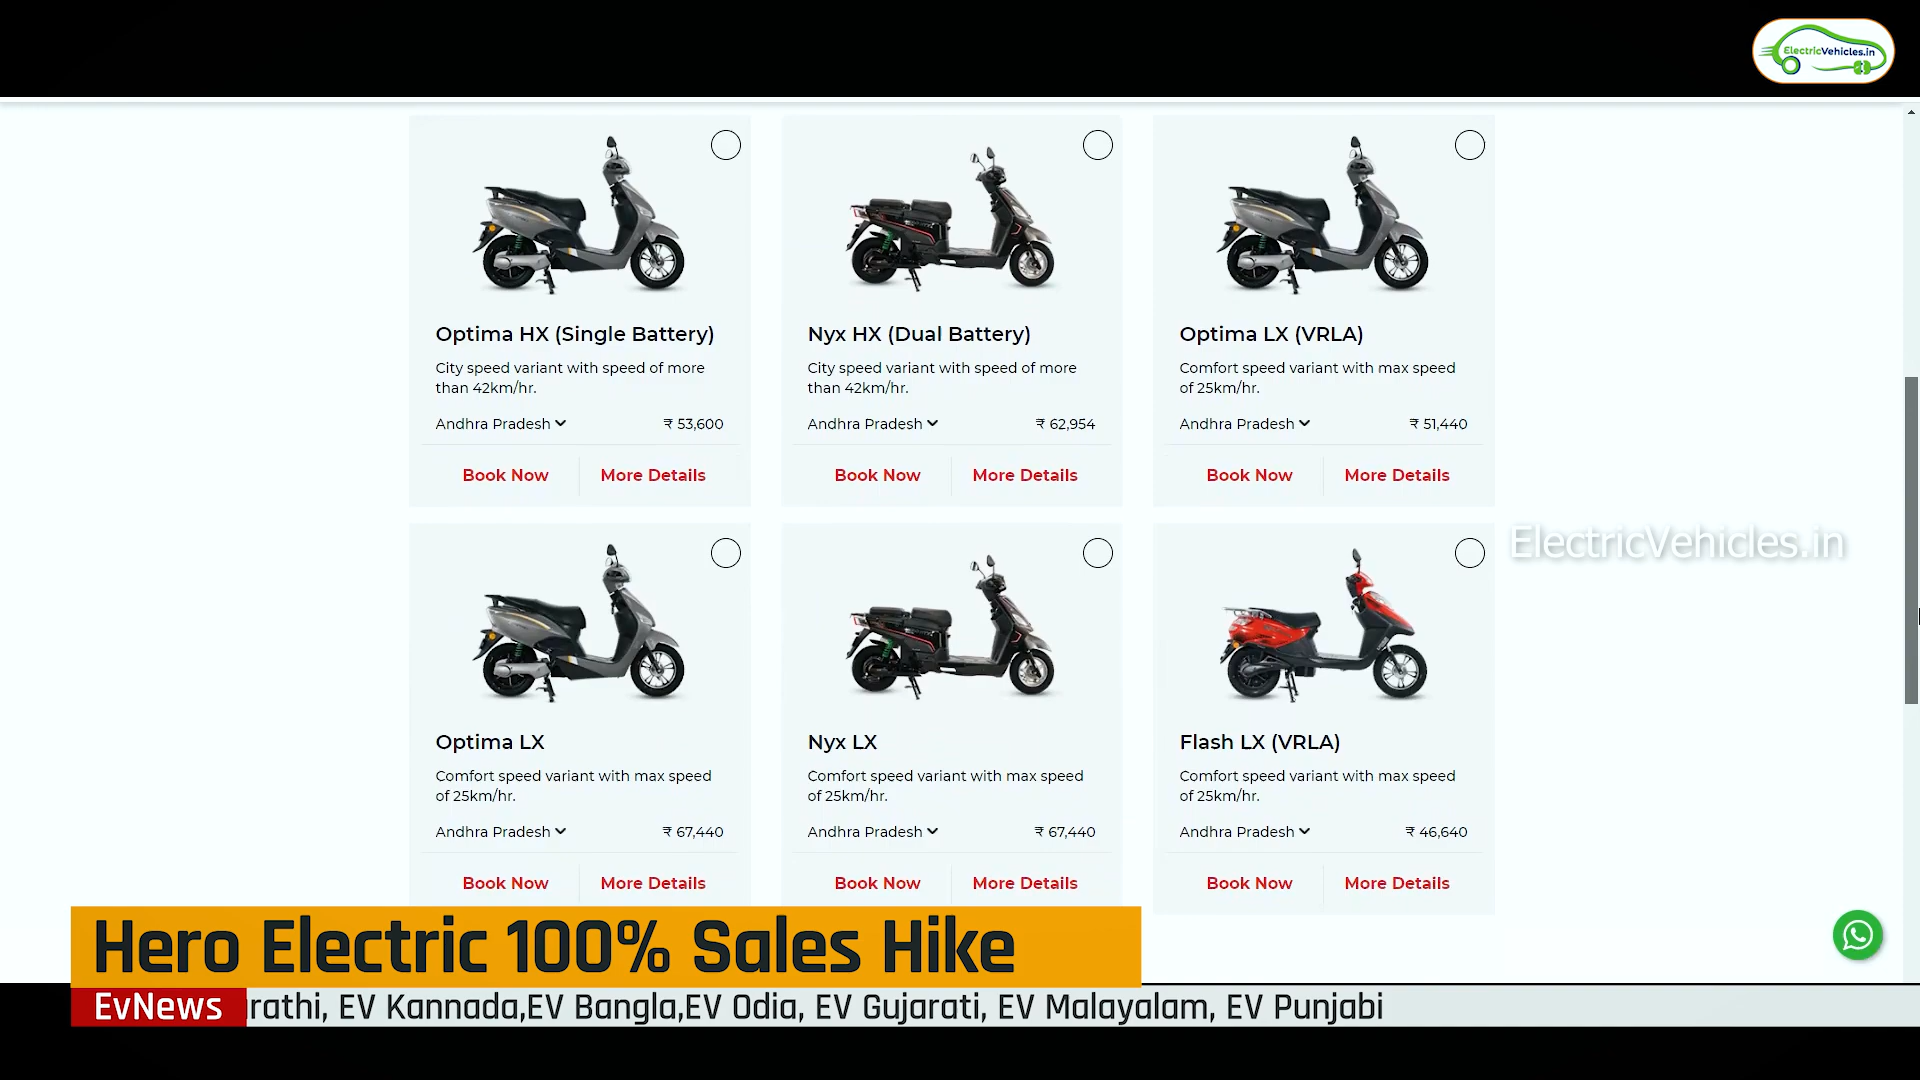 ElectricVehicles.in
Optima HX (Single Battery)
City speed variant with speed of more
than 42km/hr.
Andhra Pradesh
₹ 53,600
Book Now
More Details
Nyx HX (Dual Battery)
City speed variant with speed of more
than 42km/hr.
Andhra Pradesh
₹ 62,954
Book Now
More Details
Optima LX (VRLA)
Comfort speed variant with max speed
of 25km/hr.
Andhra Pradesh
₹ 51,440
Book Now
More Details
ElectricVehicles.in
Optima LX
Comfort speed variant with max speed
of 25km/hr.
Andhra Pradesh
₹ 67,440
Book Now
More Details
Nyx LX
Comfort speed variant with max speed
of 25km/hr.
Andhra Pradesh
₹ 67,440
Book Now
More Details
Flash LX (VRLA)
Comfort speed variant with max speed
of 25km/hr.
Andhra Pradesh
₹ 46,640
Book Now
More Details
Hero Electric 100% Sales Hike
EvNews
rathi, EV Kannada,EV Bangla,EV Odia, EV Gujarati, EV Malayalam, EV Punjabi